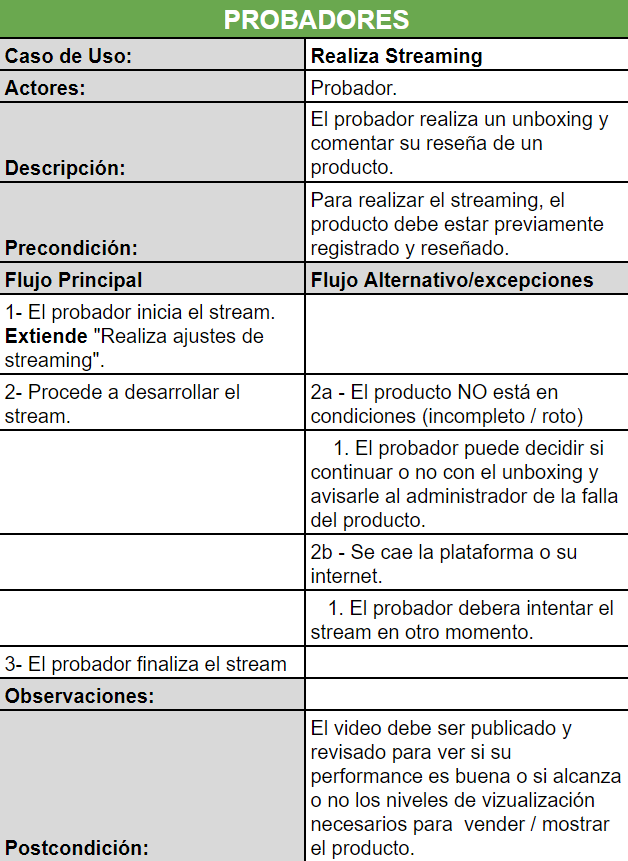 PROBADORES
Caso de Uso:
Realiza Streaming
Actores:
Probador.
Descripción:
El probador realiza un unboxing y
comentar su reseña de un
producto.
Precondición:
Para realizar el streaming, el
producto debe estar previamente
registrado y reseñado.
Flujo Principal
Flujo Alternativo/excepciones
1- El probador inicia el stream.
Extiende "Realiza ajustes de
streaming".
2- Procede a desarrollar el
stream.
2a - El producto NO está en
condiciones (incompleto / roto)
1. El probador puede decidir si
continuar o no con el unboxing y
avisarle al administrador de la falla
del producto.
2b - Se cae la plataforma o su
internet.
1. El probador debera intentar el
stream en otro momento.
3- El probador finaliza el stream
Observaciones:
Postcondición:
El video debe ser publicado y
revisado para ver si su
performance es buena o si alcanza
o no los niveles de vizualización
necesarios para  vender / mostrar
el producto.